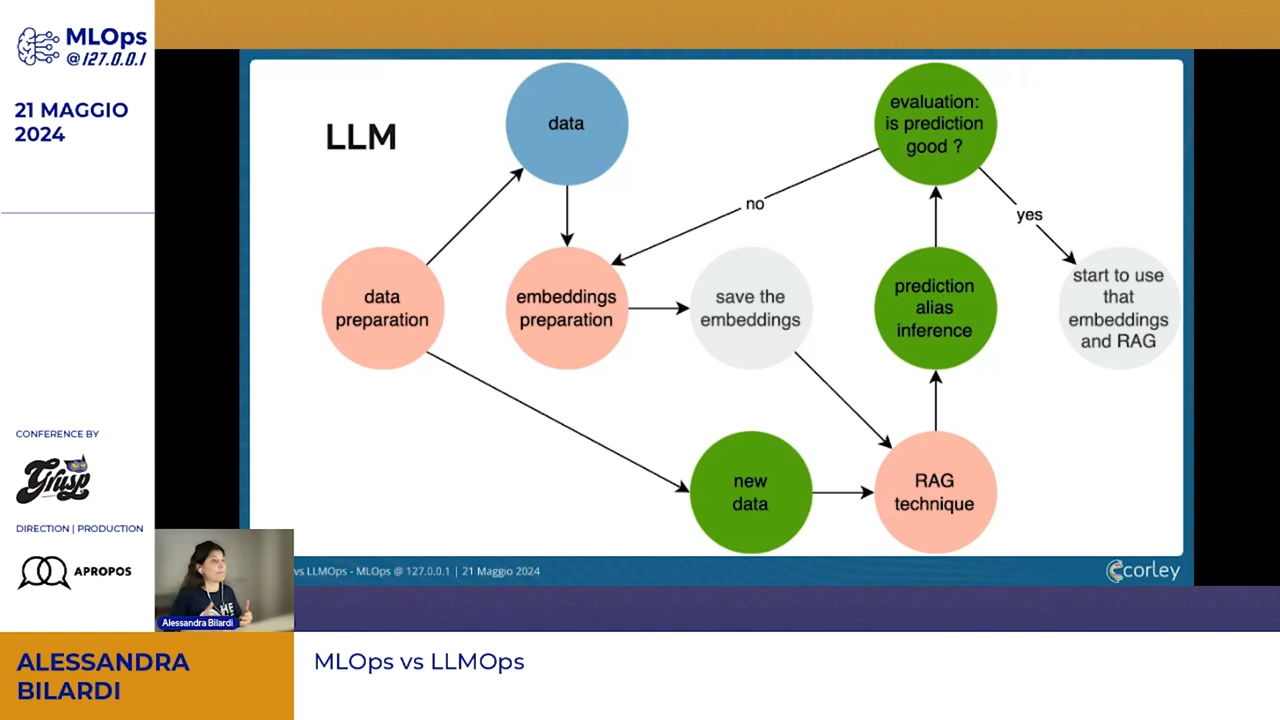 MLOps
@127.0.0.1
21 MAGGIO
2024
CONFERENCE BY
Grusp
DIRECTION | PRODUCTION
APROPOS
LLM
data
evaluation:
is prediction
good ?
no
yes
data
preparation
embeddings
preparation
save the
embeddings
prediction
alias
inference
start to use
that
embeddings
and RAG
new
data
RAG
technique
vs LLMOps - MLOps @ 127.0.0.1 | 21 Maggio 2024
corley
Alessandra Bilardi
ALESSANDRA
BILARDI
MLOps vs LLMOps